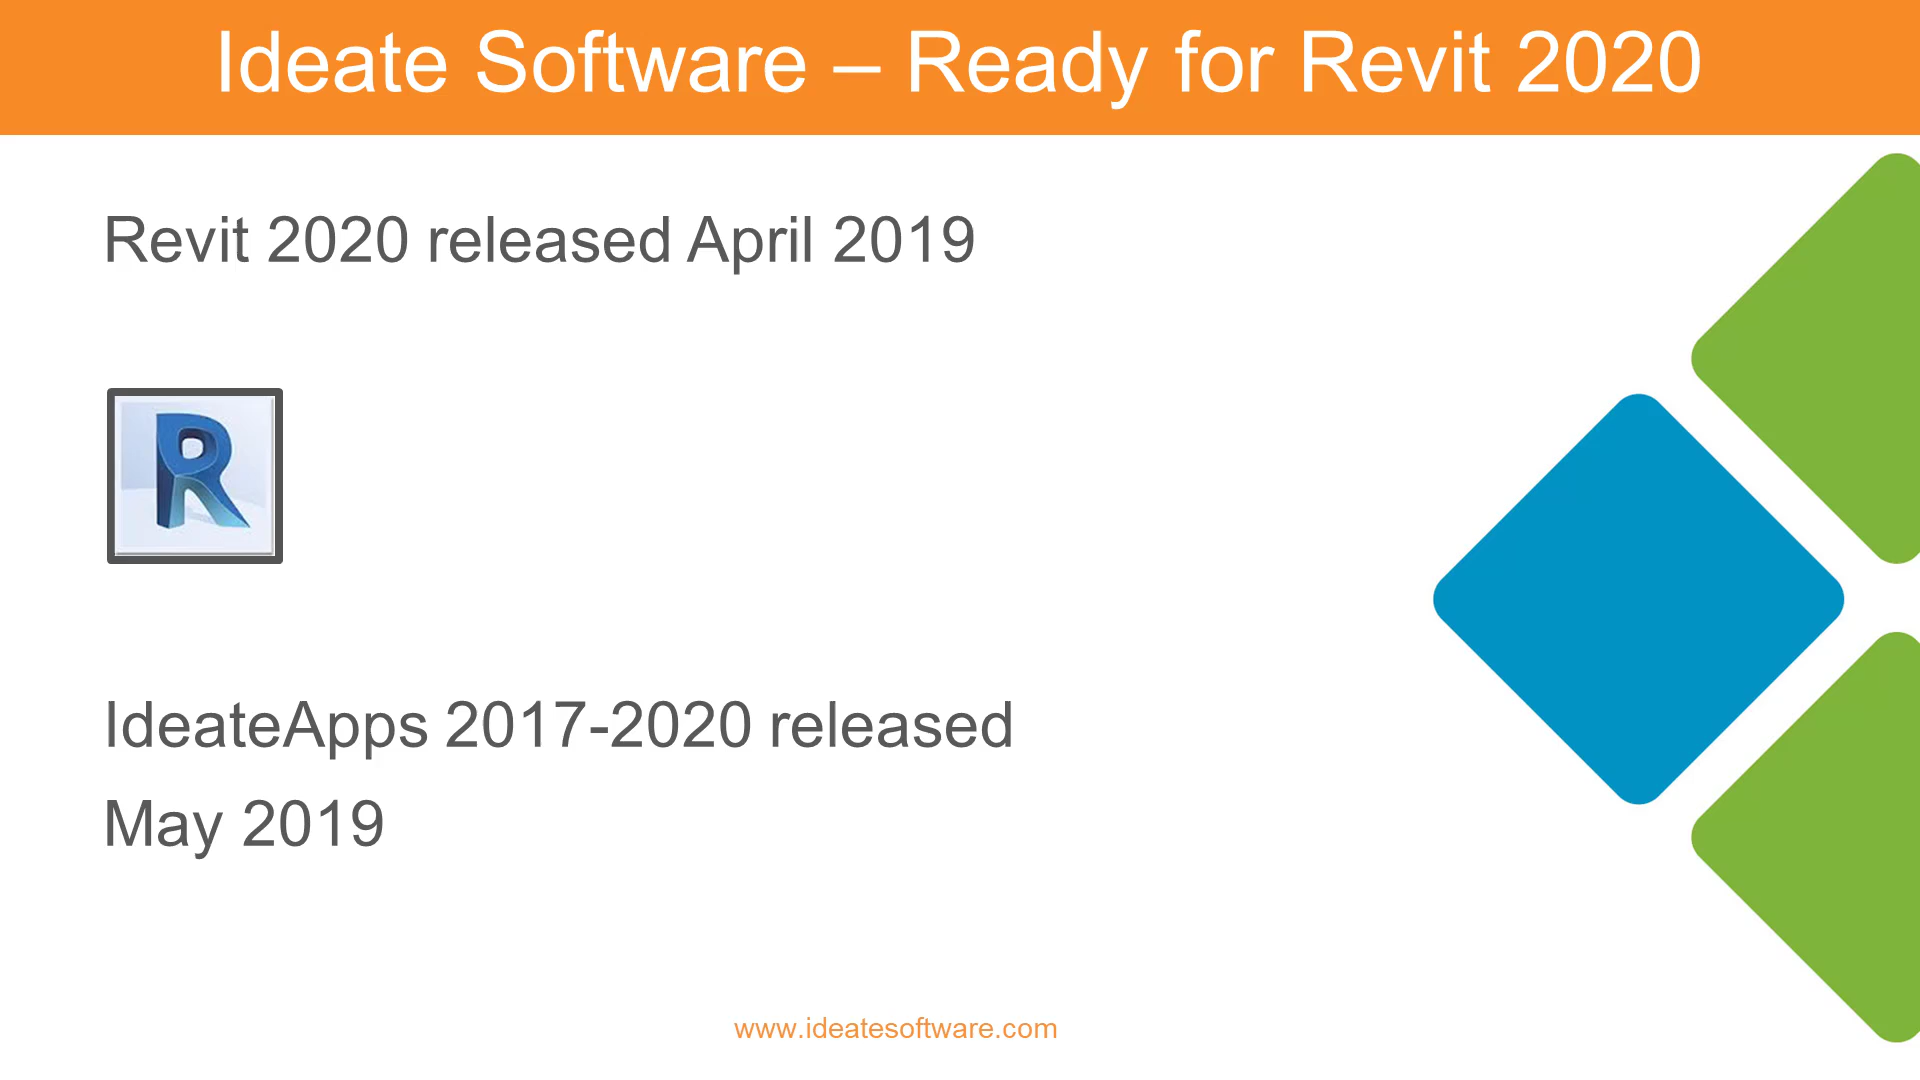 Ideate Software – Ready for Revit 2020
Revit 2020 released April 2019
R
IdeateApps 2017-2020 released
May 2019
www.ideatesoftware.com